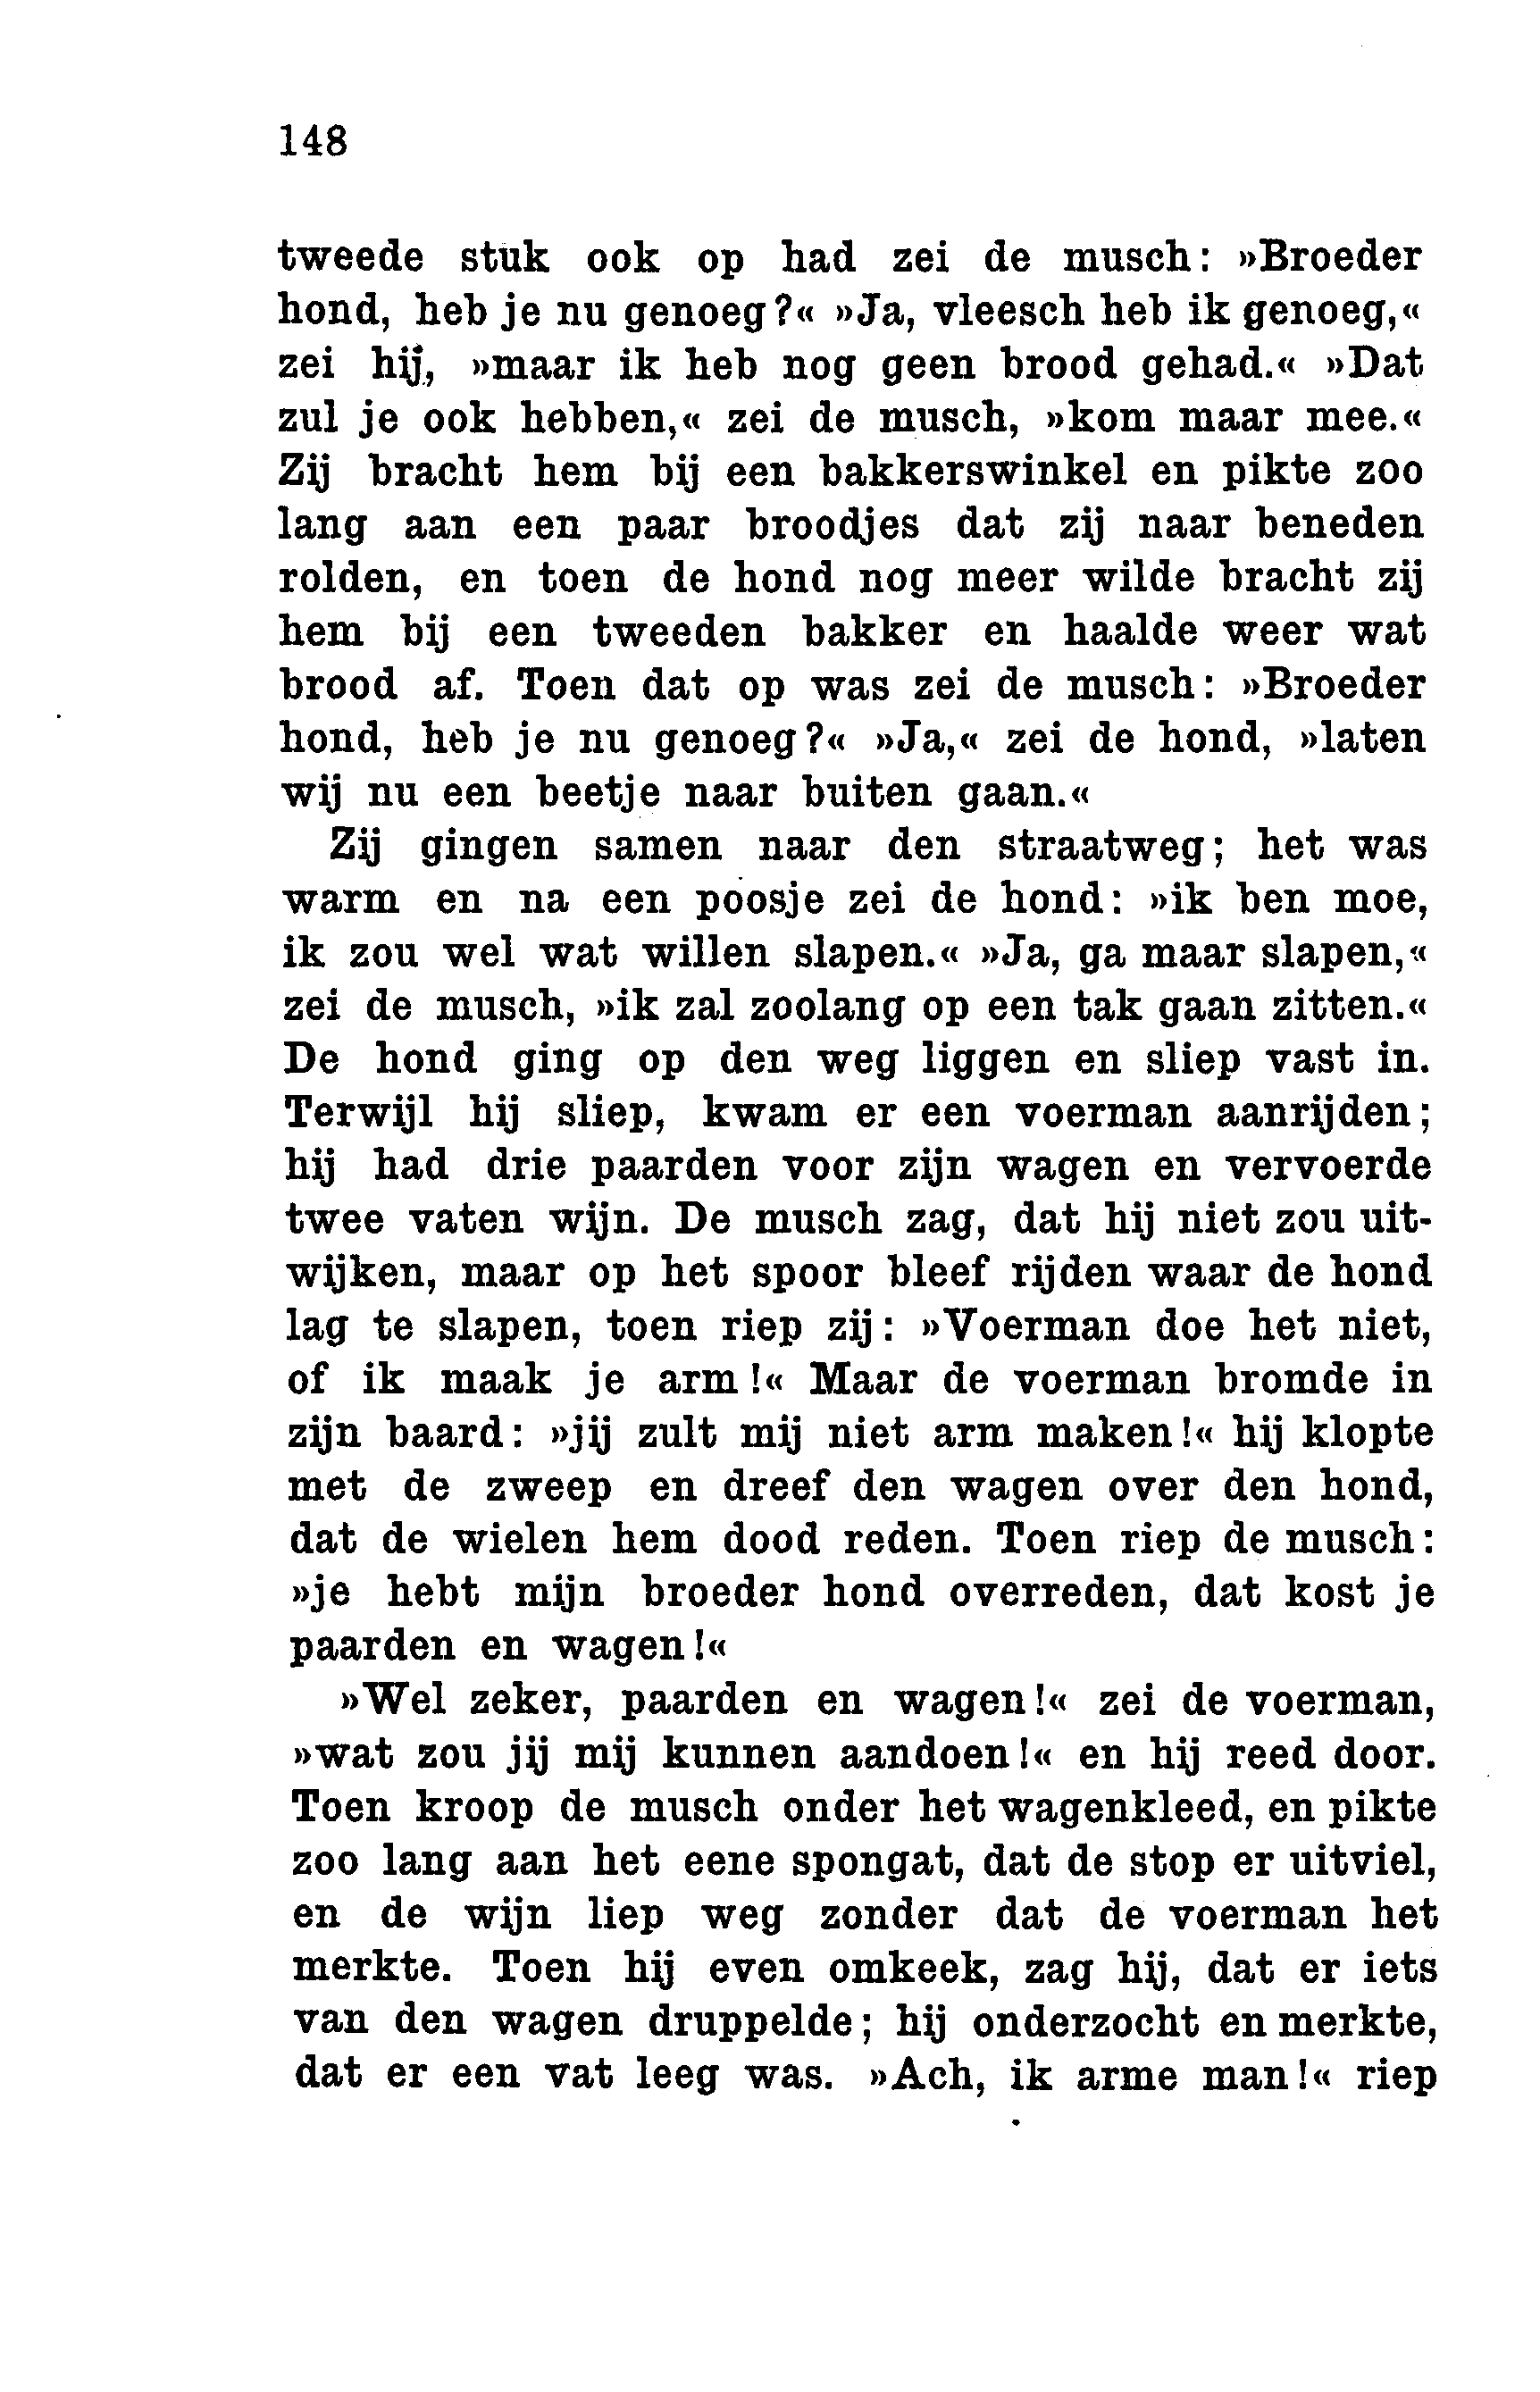 148
tweede stuk ook op had zei de musch: »Broeder
hond, heb je nu genoeg?« »Ja, vleesch heb ik genoeg,«
zei hij, »maar ik heb nog geen brood gehad.« »Dat
zul je ook hebben,« zei de musch, »kom maar mee.«
Zij bracht hem bij een bakkerswinkel en pikte zoo
lang aan een paar broodjes dat zij naar beneden
rolden, en toen de hond nog meer wilde bracht zij
hem bij een tweeden bakker en haalde weer wat
brood af. Toen dat op was zei de musch: »Broeder
hond, heb je nu genoeg?« »Ja,« zei de hond, »laten
wij nu een beetje naar buiten gaan.«
Zij gingen samen naar den straatweg; het was
warm en na een poosje zei de hond: »ik ben moe,
ik zou wel wat willen slapen.« »Ja, ga maar slapen,«
zei de musch, »ik zal zoolang op een tak gaan zitten.«
De hond ging op den weg liggen en sliep vast in.
Terwijl hij sliep, kwam er een voerman aanrijden;
hij had drie paarden voor zijn wagen en vervoerde
twee vaten wijn. De musch zag, dat hij niet zou uit-
wijken, maar op het spoor bleef rijden waar de hond
lag te slapen, toen riep zij: »Voerman doe het niet,
of ik maak je arm!« Maar de voerman bromde in
zijn baard: »jij zult mij niet arm maken!« hij klopte
met de zweep en dreef den wagen over den hond,
dat de wielen hem dood reden. Toen riep de musch:
»je hebt mijn broeder hond overreden, dat kost je
paarden en wagen!«
»Wel zeker, paarden en wagen!« zei de voerman,
»wat zou jij mij kunnen aandoen!« en hij reed door.
Toen kroop de musch onder het wagenkleed, en pikte
zoo lang aan het eene spongat, dat de stop er uitviel,
en de wijn liep weg zonder dat de voerman het
merkte. Toen hij even omkeek, zag hij, dat er iets
van den wagen druppelde; hij onderzocht en merkte,
dat er een vat leeg was. »Ach, ik arme man!« riep